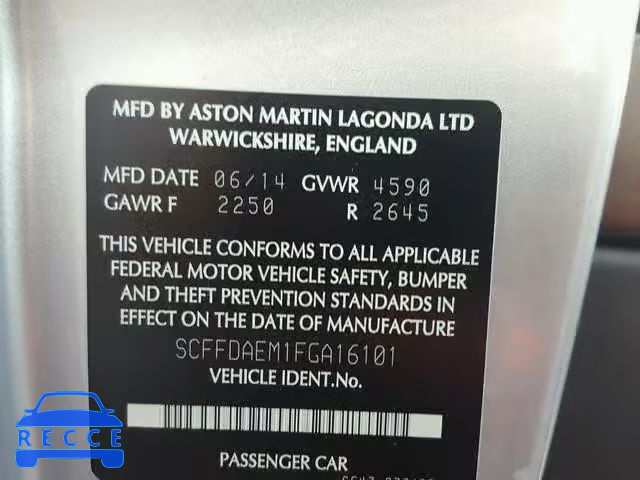 MFD BY ASTON MARTIN LAGONDA LTD
WARWICKSHIRE, ENGLAND
MFD DATE 06/14 GVWR 4590
GAWR F 2250 R 2645
THIS VEHICLE CONFORMS TO ALL APPLICABLE
FEDERAL MOTOR VEHICLE SAFETY, BUMPER
AND THEFT PREVENTION STANDARDS IN
EFFECT ON THE DATE OF MANUFACTURE
SCFFDAEM1FGA16101
VEHICLE IDENT.No.
PASSENGER CAR
RECCE